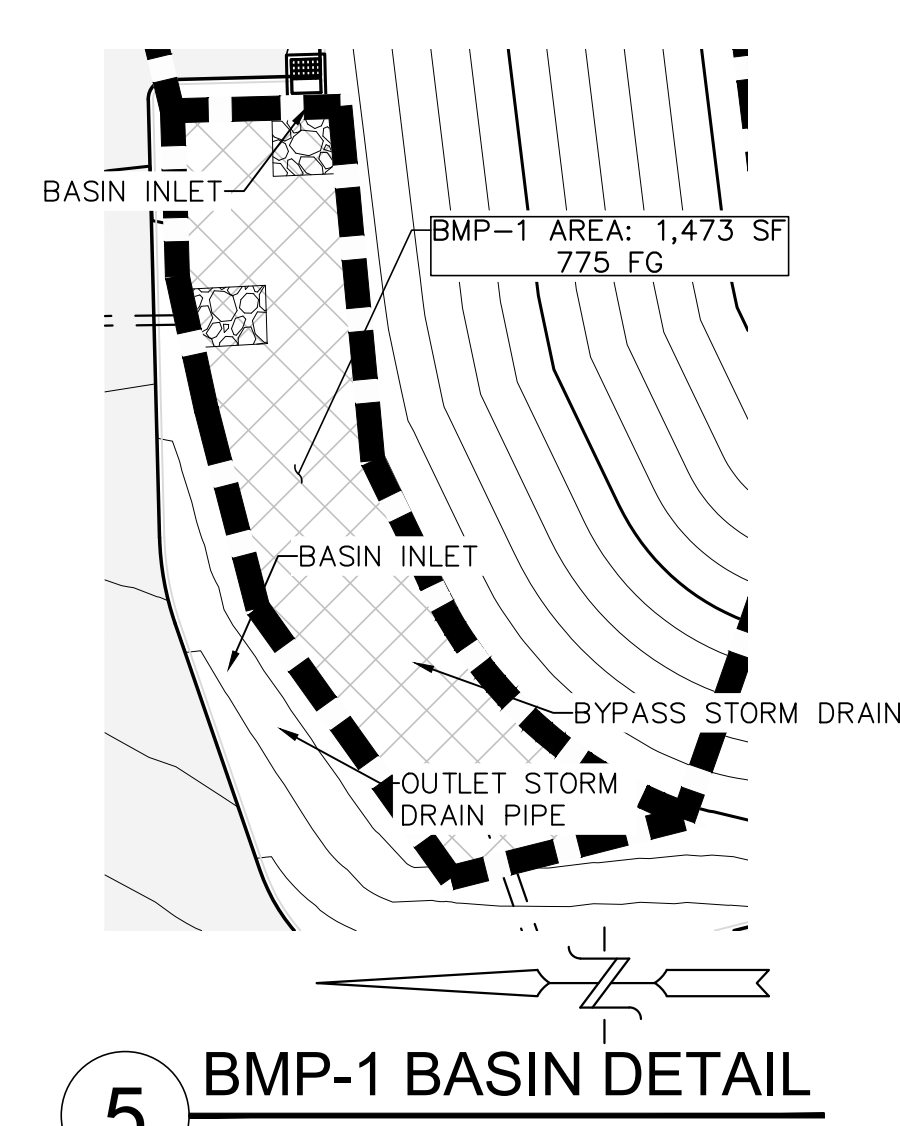 BASIN INLET
BMP-1 AREA: 1,473 SF
775 FG
BASIN INLET
BYPASS STORM DRAIN
OUTLET STORM
DRAIN PIPE
N
5
BMP-1 BASIN DETAIL